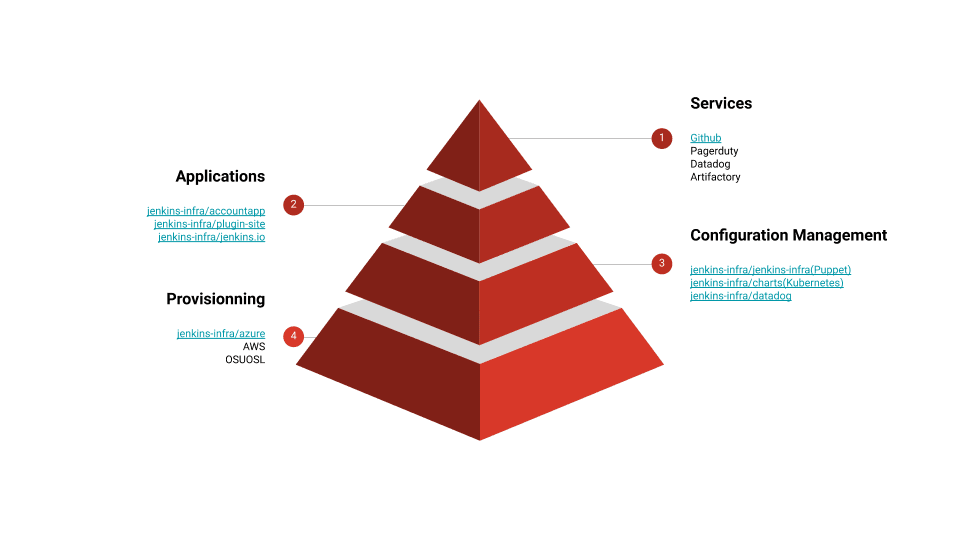 Services
1
Github
Pagerduty
Datadog
Artifactory
Applications
2
jenkins-infra/accountapp
jenkins-infra/plugin-site
jenkins-infra/jenkins.io
Configuration Management
3
jenkins-infra/jenkins-infra(Puppet)
jenkins-infra/charts(Kubernetes)
jenkins-infra/datadog
Provisionning
4
jenkins-infra/azure
AWS
OSUOSL